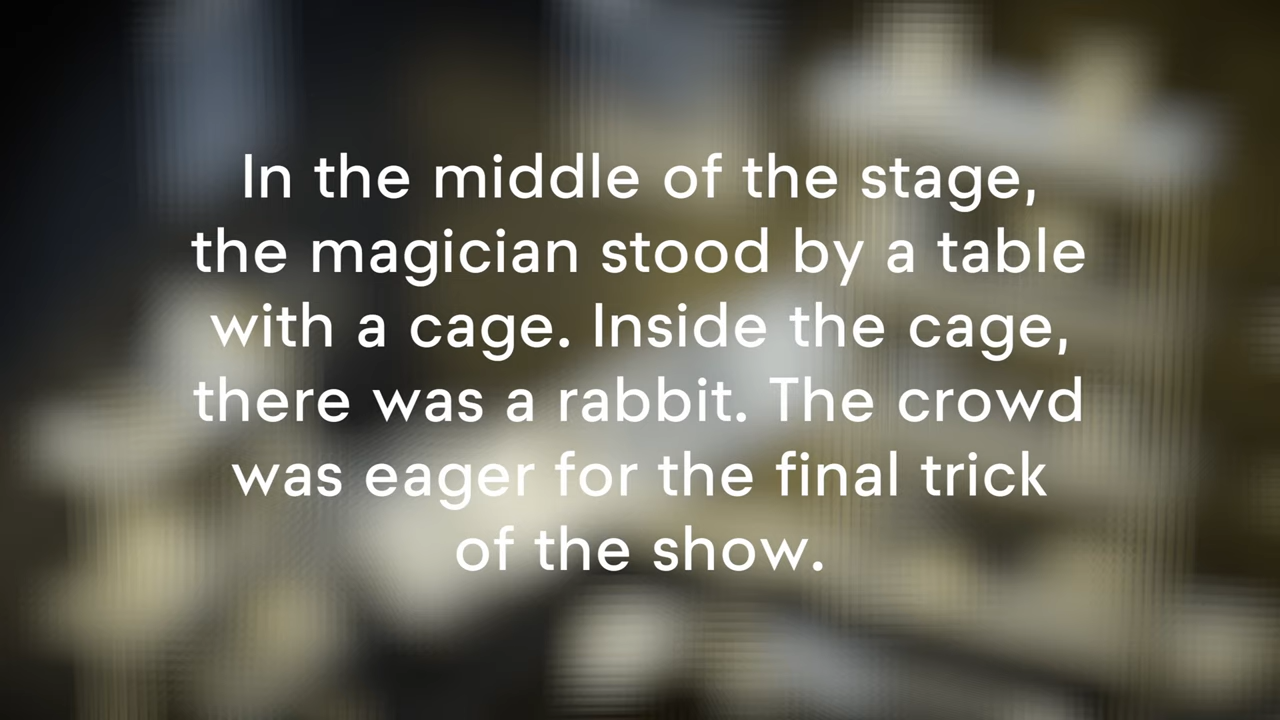 In the middle of the stage,
the magician stood by a table
with a cage. Inside the cage,
there was a rabbit. The crowd
was eager for the final trick
of the show.